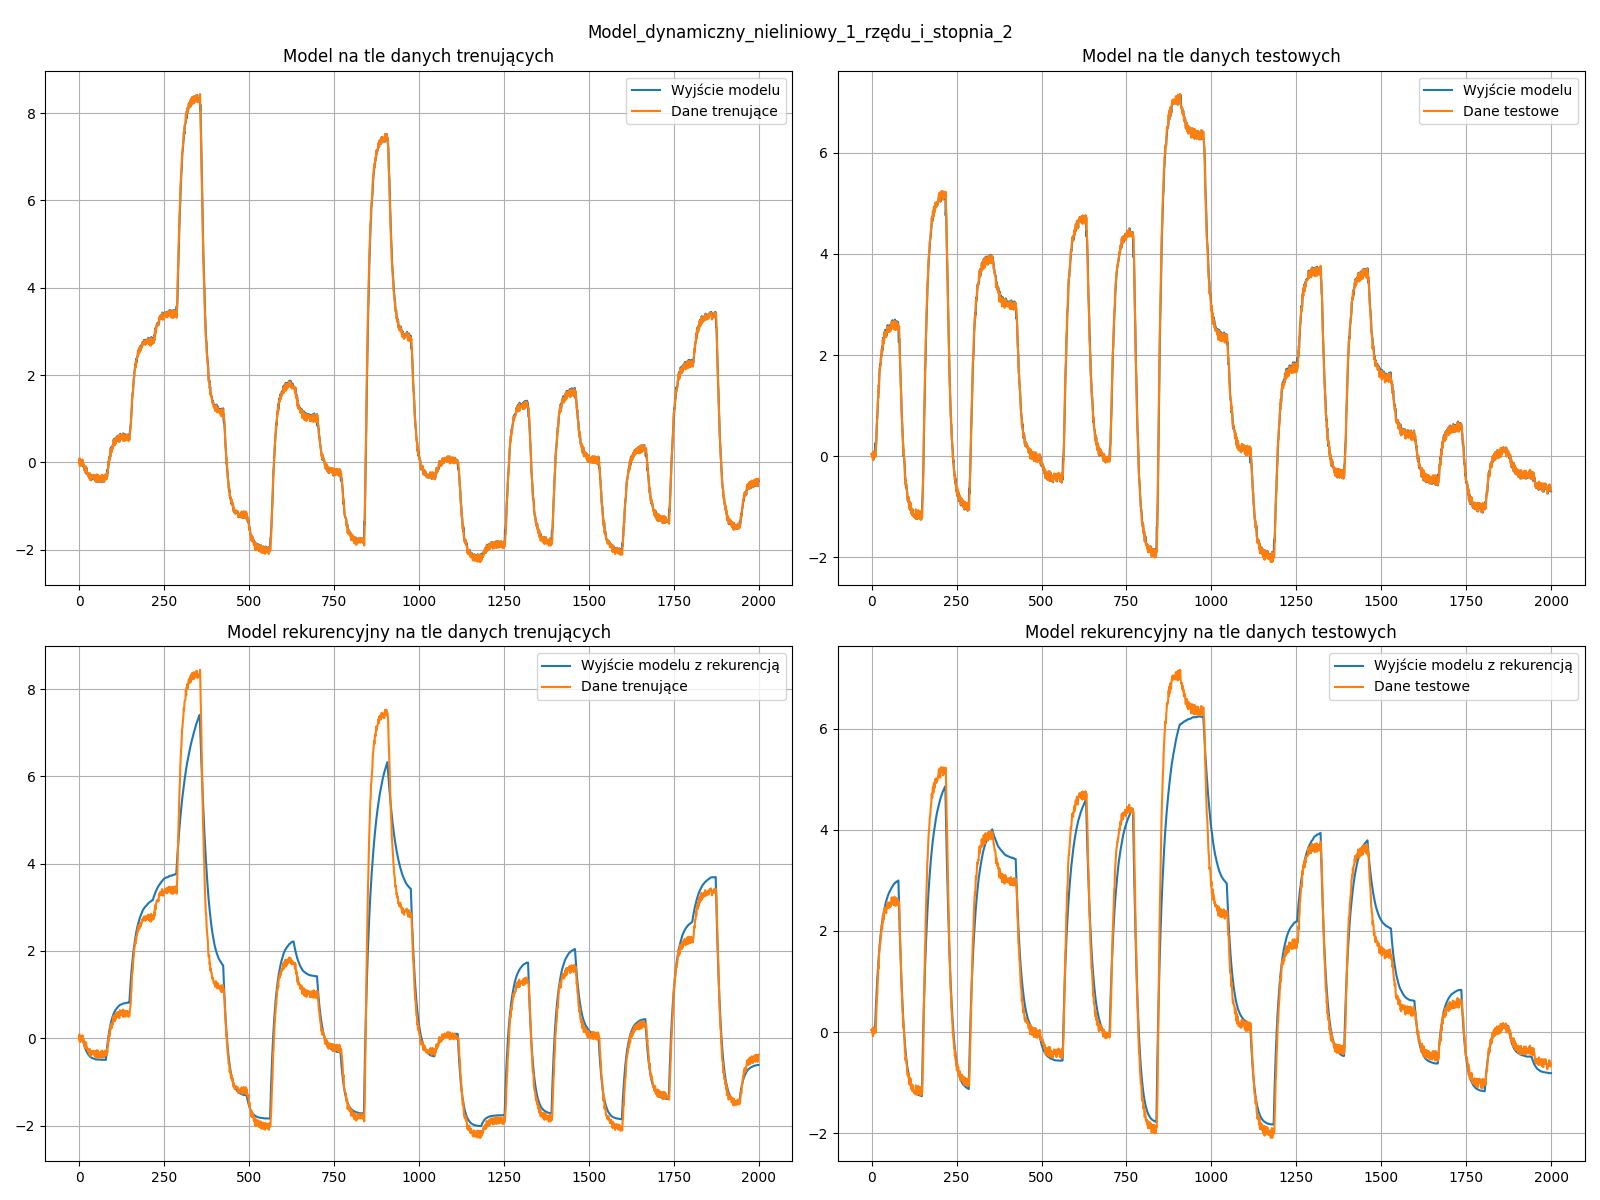 Model_dynamiczny_nieliniowy_1_rzędu_i_stopnia_2
Model na tle danych trenujących
Wyjście modelu
Dane trenujące
8
6
4
2
0
−2
0 250 500 750 1000 1250 1500 1750 2000
Model na tle danych testowych
Wyjście modelu
Dane testowe
6
4
2
0
−2
0 250 500 750 1000 1250 1500 1750 2000
Model rekurencyjny na tle danych trenujących
Wyjście modelu z rekurencją
Dane trenujące
8
6
4
2
0
−2
0 250 500 750 1000 1250 1500 1750 2000
Model rekurencyjny na tle danych testowych
Wyjście modelu z rekurencją
Dane testowe
6
4
2
0
−2
0 250 500 750 1000 1250 1500 1750 2000